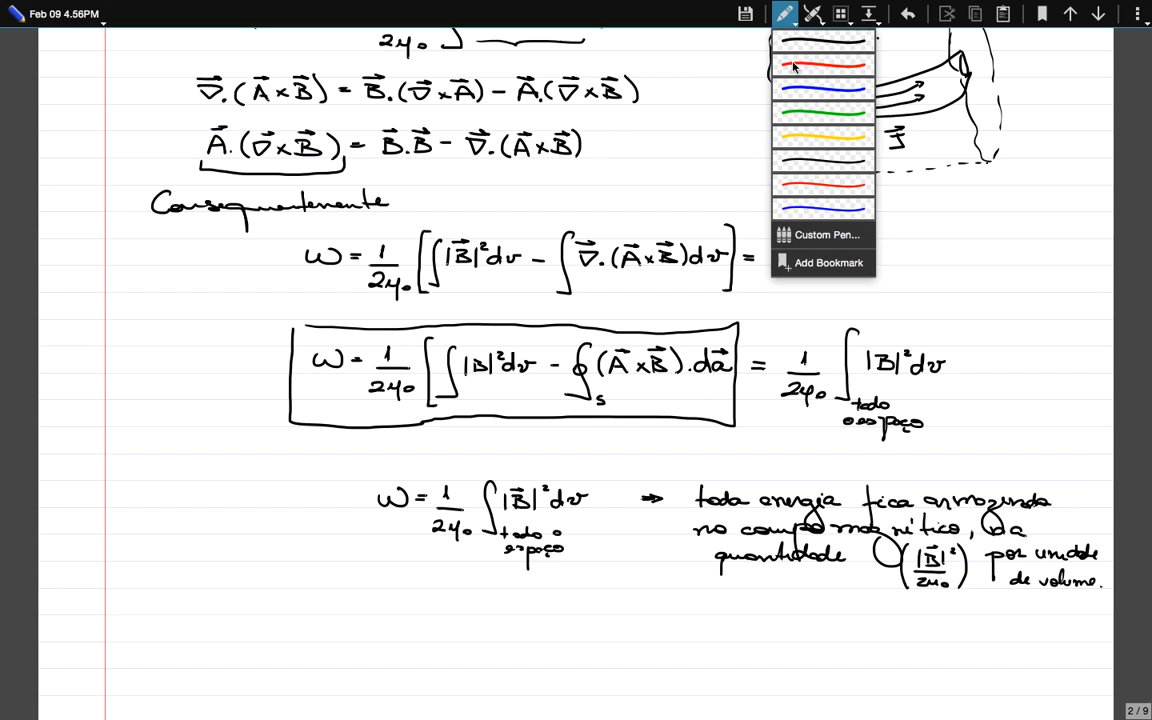 Feb 09 4.56PM
2μ₀
∇⃗.(A⃗×B⃗) = B⃗.(∇⃗×A⃗) − A⃗.(∇⃗×B⃗)
A⃗.(∇⃗×B⃗) = B⃗.B⃗ − ∇⃗.(A⃗×B⃗)
J⃗
Consequentemente
W = 1/2μ₀ [∫|B⃗|²dv − ∫∇⃗.(A⃗×B⃗)dv] =
Custom Pen...
Add Bookmark
W = 1/2μ₀ [∫|B|²dv − ∮s (A⃗×B⃗).da⃗] = 1/2μ₀ ∫ |B|²dv
todo
o espaço
W = 1/2μ₀ ∫ |B⃗|²dv ⇒ toda energia fica armazenada
todo o
espaço
no campo magnético, na
quantidade (|B⃗|²/2μ₀) por unidade
de volume.
2 / 9